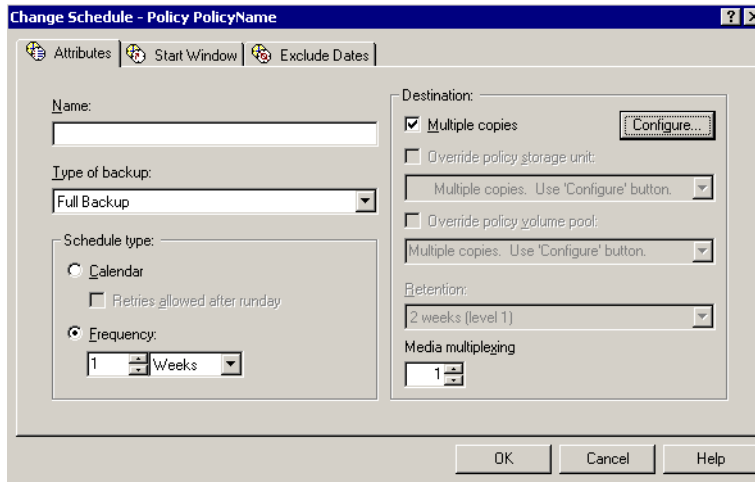 Change Schedule - Policy PolicyName
Attributes
Start Window
Exclude Dates
Name:
Type of backup:
Full Backup
Schedule type:
Calendar
Retries allowed after runday
Frequency:
1
Weeks
Destination:
Multiple copies
Configure...
Override policy storage unit:
Multiple copies. Use 'Configure' button.
Override policy volume pool:
Multiple copies. Use 'Configure' button.
Retention:
2 weeks (level 1)
Media multiplexing
1
OK
Cancel
Help